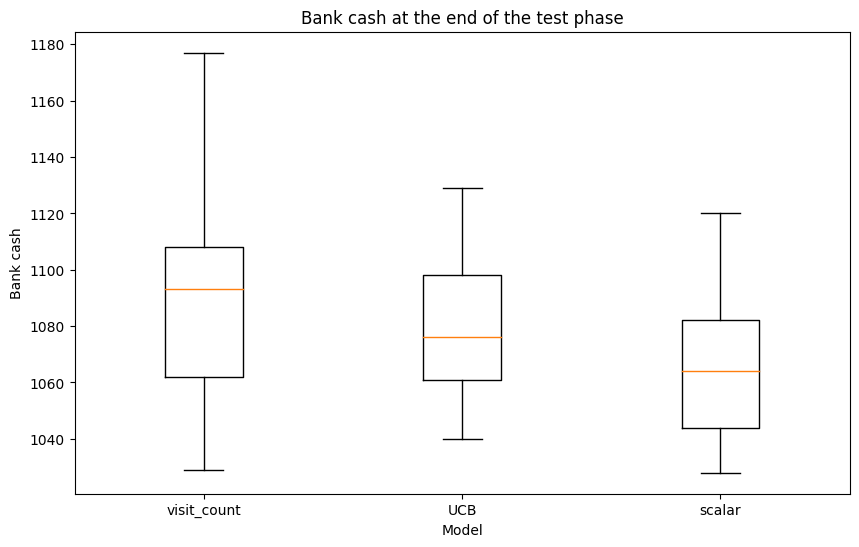 Bank cash at the end of the test phase
Bank cash
1180
1160
1140
1120
1100
1080
1060
1040
visit_count UCB scalar
Model